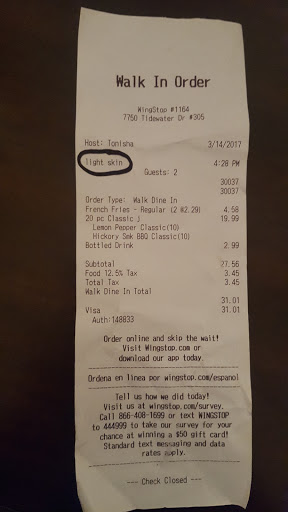 Walk In Order
WingStop #1164
7750 Tidewater Dr #305
Host: Tonisha 3/14/2017
light skin 4:28 PM
Guests: 2
30037
30037
Order Type: Walk Dine In
French Fries - Regular (2 @2.29) 4.58
20 pc Classic j 19.99
Lemon Pepper Classic(10)
Hickory Smk BBQ Classic(10)
Bottled Drink 2.99
Subtotal 27.56
Food 12.5% Tax 3.45
Total Tax 3.45
Walk Dine In Total
31.01
Visa 31.01
Auth:148833
Order online and skip the wait!
Visit Wingstop.com or
download our app today.
Ordena en linea por wingstop.com/espanol
Tell us how we did today!
Visit us at wingstop.com/survey.
Call 866-408-1699 or text WINGSTOP
to 444999 to take our survey for your
chance at winning a $50 gift card!
Standard text messaging and data
rates apply.
--- Check Closed ---